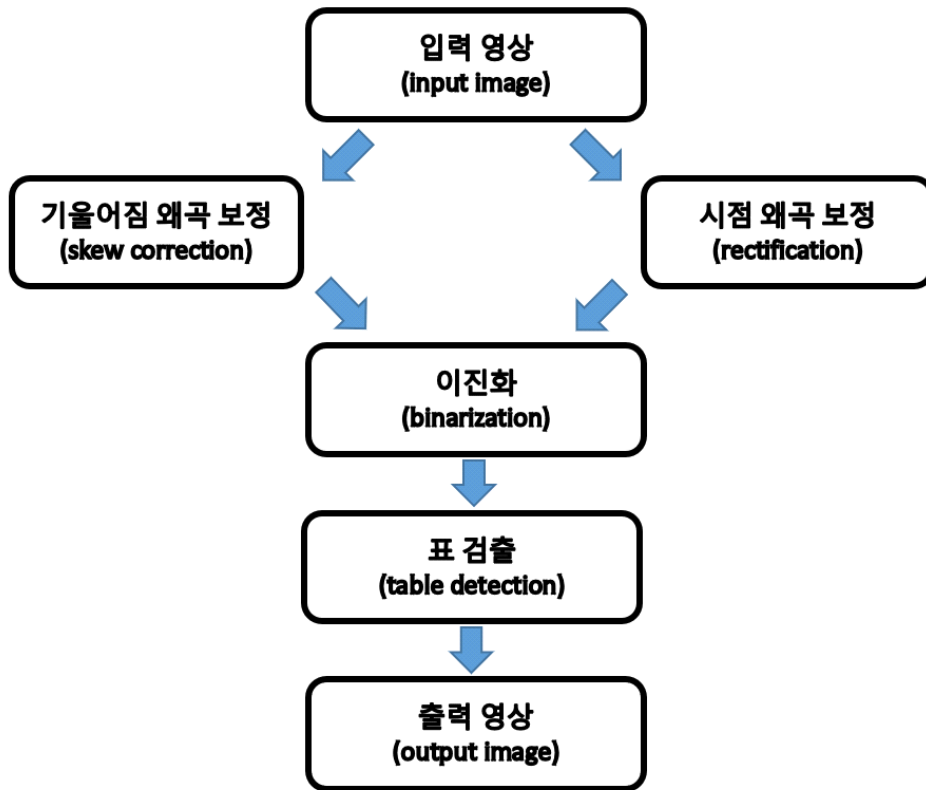 입력 영상
(input image)
기울어짐 왜곡 보정
(skew correction)
시점 왜곡 보정
(rectification)
이진화
(binarization)
표 검출
(table detection)
출력 영상
(output image)